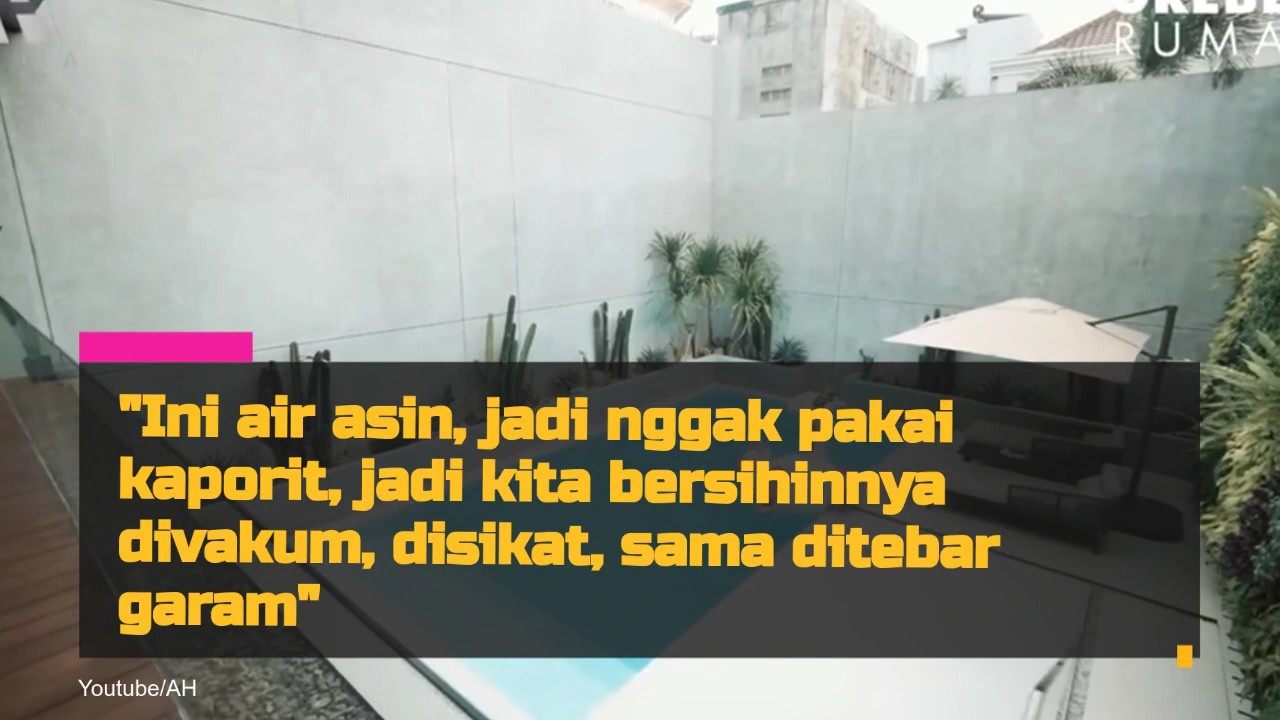 RUMA
"Ini air asin, jadi nggak pakai
kaporit, jadi kita bersihinnya
divakum, disikat, sama ditebar
garam"
Youtube/AH